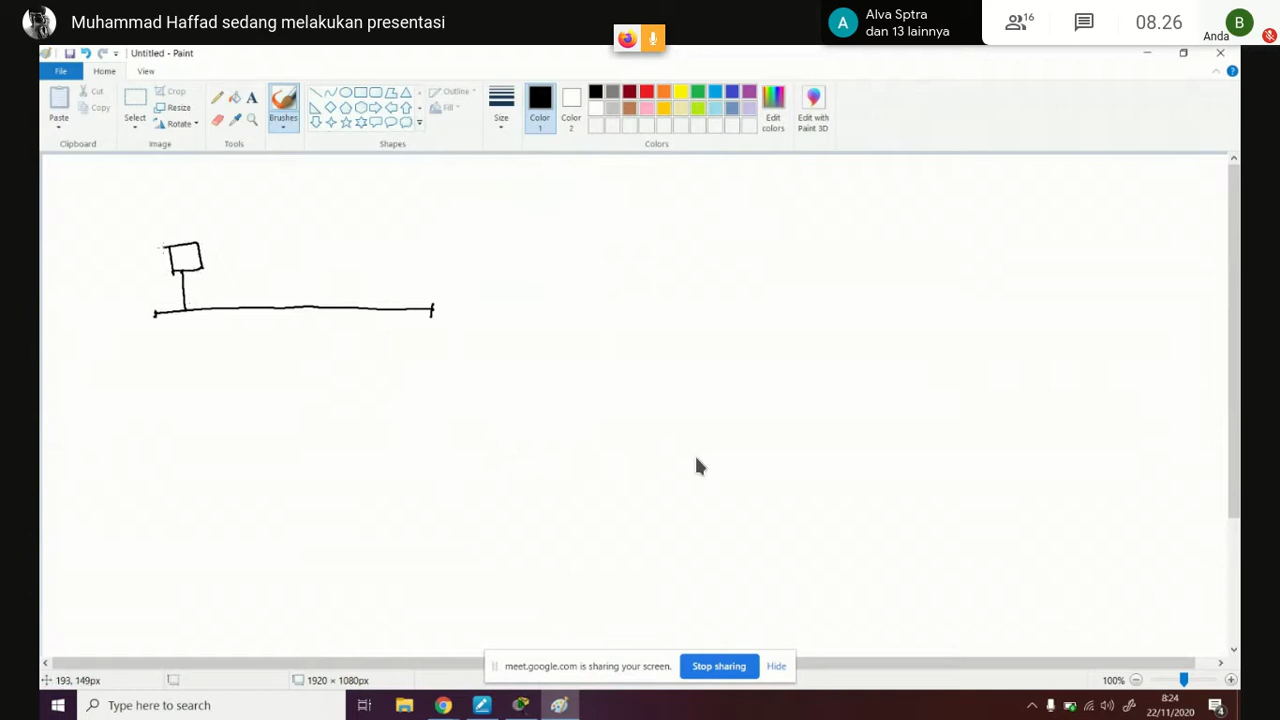 Muhammad Haffad sedang melakukan presentasi
A
Alva Sptra
dan 13 lainnya
16
08.26
B
Anda
Untitled - Paint
File
Home
View
Paste
Cut
Copy
Clipboard
Select
Crop
Resize
Rotate
Image
A
Tools
Brushes
Shapes
Outline
Fill
Size
Color
1
Color
2
Edit
colors
Colors
Edit with
Paint 3D
meet.google.com is sharing your screen.
Stop sharing
Hide
193, 149px
1920 × 1080px
100%
Type here to search
8:24
22/11/2020
4